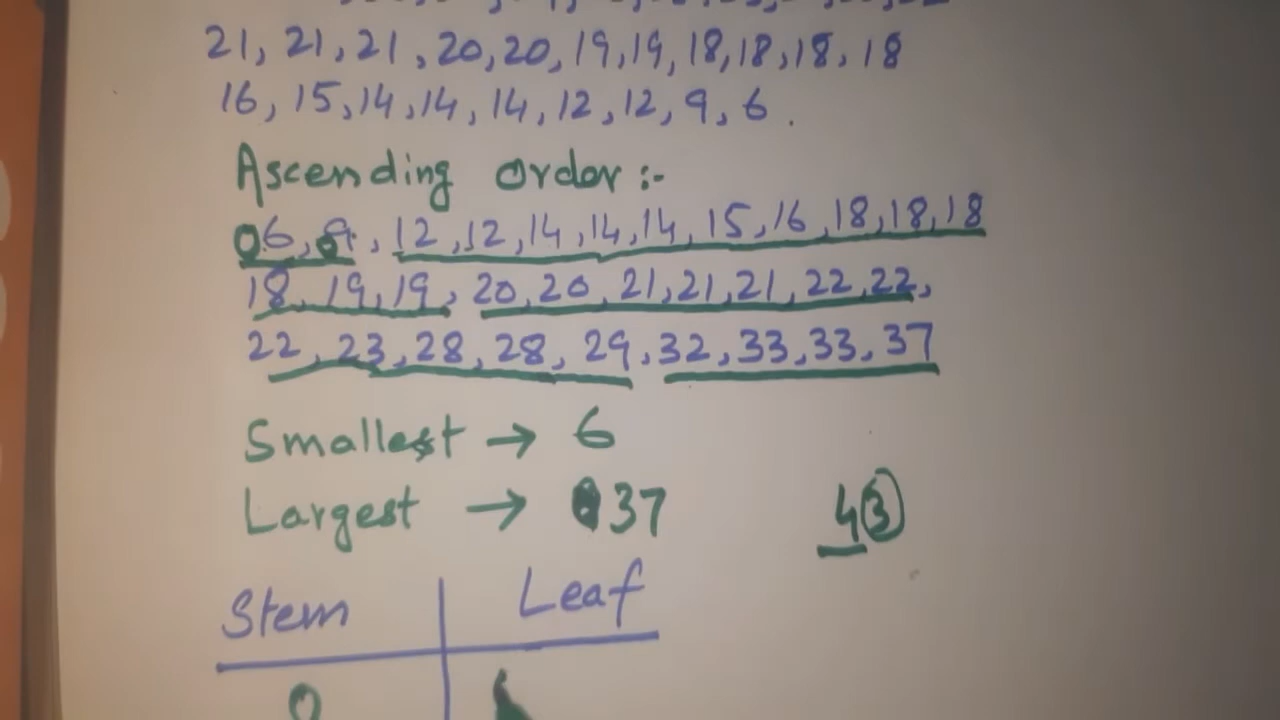 21, 21, 21, 20, 20, 19, 19, 18, 18, 18, 18
16, 15, 14, 14, 14, 12, 12, 9, 6.
Ascending Order :-
06, 09, 12, 12, 14, 14, 14, 15, 16, 18, 18, 18
18, 19, 19, 20, 20, 21, 21, 21, 22, 22,
22, 23, 28, 28, 29, 32, 33, 33, 37
Smallest → 6
Largest → 37
43
Stem Leaf
0